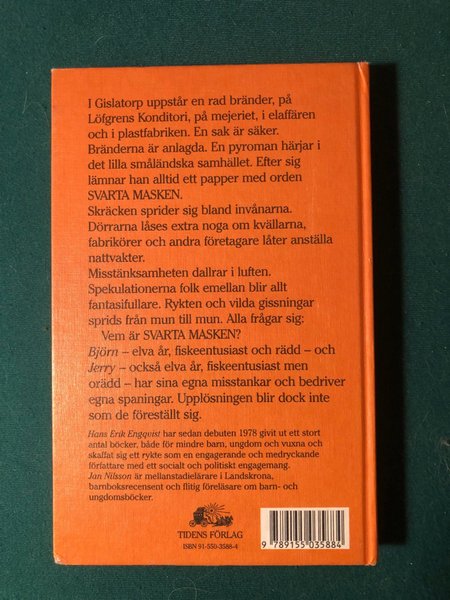 I Gislatorp uppstår en rad bränder, på
Löfgrens Konditori, på mejeriet, i elaffären
och i plastfabriken. En sak är säker.
Bränderna är anlagda. En pyroman härjar i
det lilla småländska samhället. Efter sig
lämnar han alltid ett papper med orden
SVARTA MASKEN.
Skräcken sprider sig bland invånarna.
Dörrarna låses extra noga om kvällarna,
fabrikörer och andra företagare låter anställa
nattvakter.
Misstänksamheten dallrar i luften.
Spekulationerna folk emellan blir allt
fantasifullare. Rykten och vilda gissningar
sprids från mun till mun. Alla frågar sig:
Vem är SVARTA MASKEN?
Björn – elva år, fiskeentusiast och rädd – och
Jerry – också elva år, fiskeentusiast men
orädd – har sina egna misstankar och bedriver
egna spaningar. Upplösningen blir dock inte
som de föreställt sig.
Hans Erik Engqvist har sedan debuten 1978 givit ut ett stort
antal böcker, både för mindre barn, ungdom och vuxna och
skaffat sig ett rykte som en engagerande och medryckande
författare med ett socialt och politiskt engagemang.
Jan Nilsson är mellanstadielärare i Landskrona,
barnboksrecensent och flitig föreläsare om barn- och
ungdomsböcker.
TIDENS FÖRLAG
ISBN 91-550-3588-4
9 789155 035884